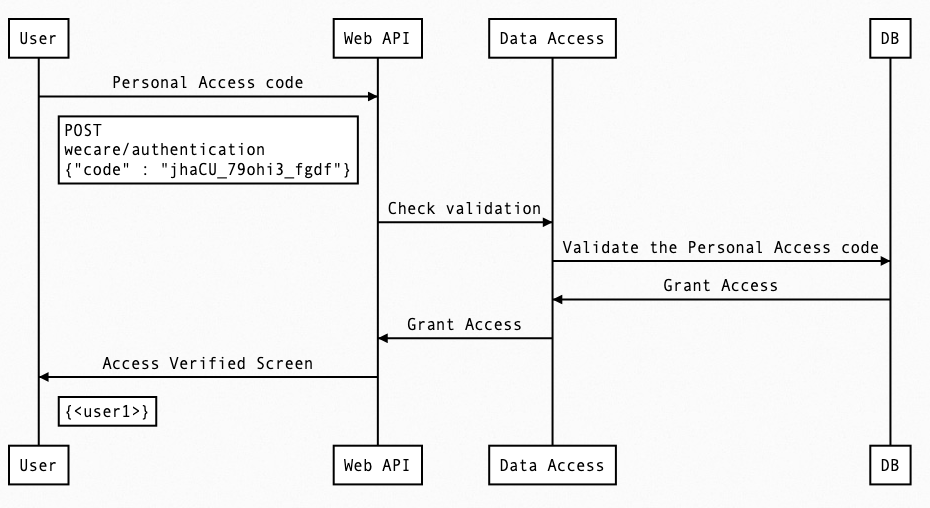 User
Web API
Data Access
DB
Personal Access code
POST
wecare/authentication
{"code" : "jhaCU_79ohi3_fgdf"}
Check validation
Validate the Personal Access code
Grant Access
Grant Access
Access Verified Screen
{<user1>}
User
Web API
Data Access
DB